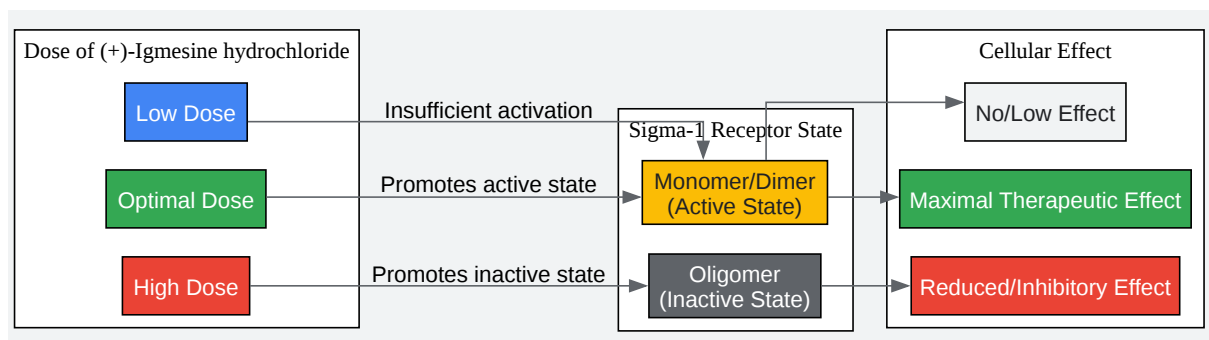 Dose of (+)-Igmesine hydrochloride
Low Dose
Optimal Dose
High Dose
Insufficient activation
Promotes active state
Promotes inactive state
Sigma-1 Receptor State
Monomer/Dimer
(Active State)
Oligomer
(Inactive State)
Cellular Effect
No/Low Effect
Maximal Therapeutic Effect
Reduced/Inhibitory Effect